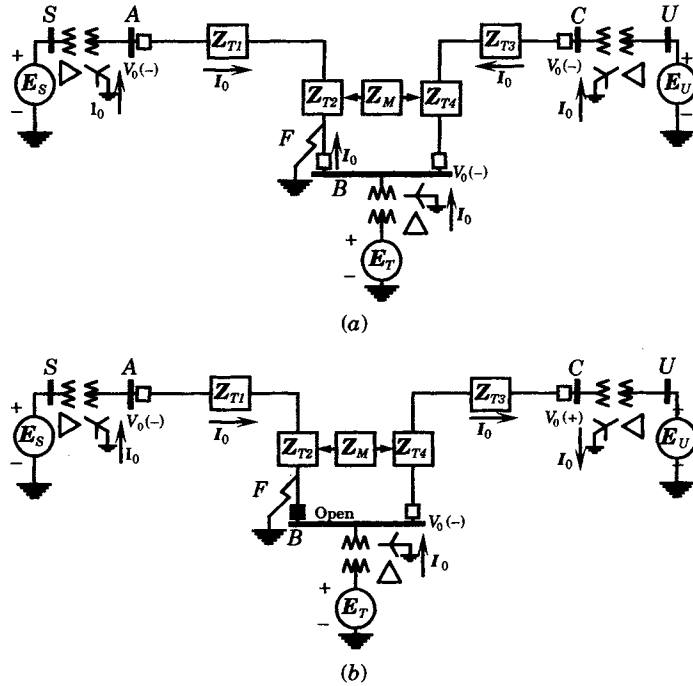 S A C U
Z_T1 Z_T3
+ V_0(-) I_0 I_0 V_0(-) +
E_S I_0 I_0 E_U
- -
Z_T2 Z_M Z_T4
F I_0
B V_0(-)
I_0
+
E_T
-
(a)
S A C U
Z_T1 Z_T3
+ V_0(-) I_0 I_0 V_0(+)
E_S I_0 I_0 E_U
-
Z_T2 Z_M Z_T4
F
Open
B V_0(-)
I_0
+
E_T
-
(b)